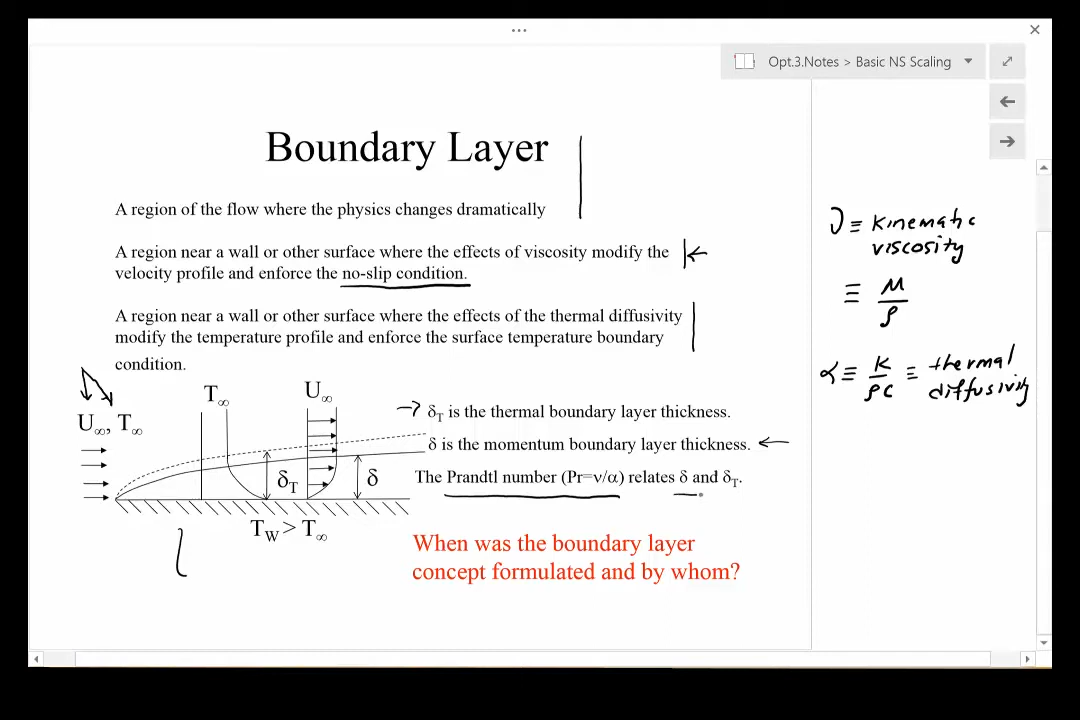 Opt.3.Notes > Basic NS Scaling
Boundary Layer
A region of the flow where the physics changes dramatically
A region near a wall or other surface where the effects of viscosity modify the
velocity profile and enforce the no-slip condition.
A region near a wall or other surface where the effects of the thermal diffusivity
modify the temperature profile and enforce the surface temperature boundary
condition.
T∞
U∞
U∞, T∞
δT
δ
TW > T∞
δT is the thermal boundary layer thickness.
δ is the momentum boundary layer thickness.
The Prandtl number (Pr=ν/α) relates δ and δT.
When was the boundary layer
concept formulated and by whom?
ν ≡ kinematic
viscosity
≡ μ/ρ
α ≡ k/ρc ≡ thermal
diffusivity